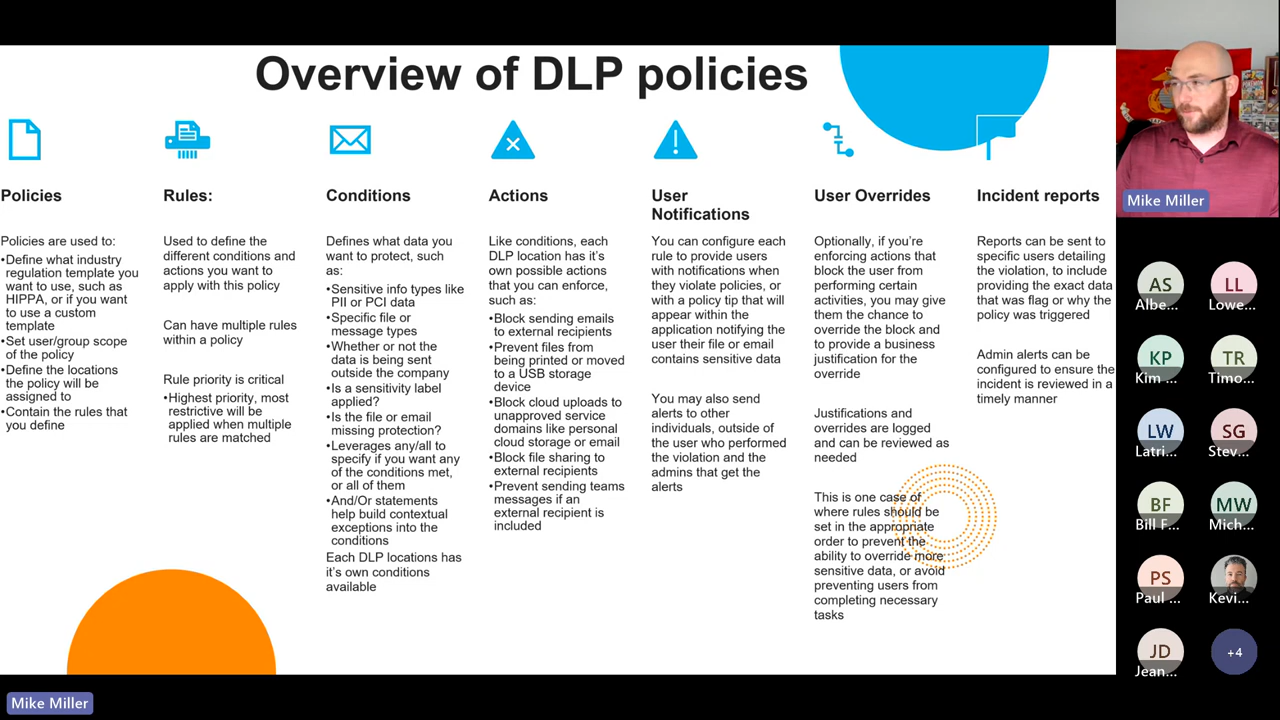 Overview of DLP policies
Policies
Policies are used to:
•Define what industry
regulation template you
want to use, such as
HIPPA, or if you want
to use a custom
template
•Set user/group scope
of the policy
•Define the locations
the policy will be
assigned to
•Contain the rules that
you define
Rules:
Used to define the
different conditions and
actions you want to
apply with this policy
Can have multiple rules
within a policy
Rule priority is critical
•Highest priority, most
restrictive will be
applied when multiple
rules are matched
Conditions
Defines what data you
want to protect, such
as:
•Sensitive info types like
PII or PCI data
•Specific file or
message types
•Whether or not the
data is being sent
outside the company
•Is a sensitivity label
applied?
•Is the file or email
missing protection?
•Leverages any/all to
specify if you want any
of the conditions met,
or all of them
•And/Or statements
help build contextual
exceptions into the
conditions
Each DLP locations has
it's own conditions
available
Actions
Like conditions, each
DLP location has it's
own possible actions
that you can enforce,
such as:
•Block sending emails
to external recipients
•Prevent files from
being printed or moved
to a USB storage
device
•Block cloud uploads to
unapproved service
domains like personal
cloud storage or email
•Block file sharing to
external recipients
•Prevent sending teams
messages if an
external recipient is
included
User
Notifications
You can configure each
rule to provide users
with notifications when
they violate policies, or
with a policy tip that will
appear within the
application notifying the
user their file or email
contains sensitive data
You may also send
alerts to other
individuals, outside of
the user who performed
the violation and the
admins that get the
alerts
User Overrides
Optionally, if you're
enforcing actions that
block the user from
performing certain
activities, you may give
them the chance to
override the block and
to provide a business
justification for the
override
Justifications and
overrides are logged
and can be reviewed as
needed
This is one case of
where rules should be
set in the appropriate
order to prevent the
ability to override more
sensitive data, or avoid
preventing users from
completing necessary
tasks
Incident reports
Reports can be sent to
specific users detailing
the violation, to include
providing the exact data
that was flag or why the
policy was triggered
Admin alerts can be
configured to ensure the
incident is reviewed in a
timely manner
Mike Miller
AS
Albe...
LL
Lowe...
KP
Kim ...
TR
Timo...
LW
Latri...
SG
Stev...
BF
Bill F...
MW
Mich...
PS
Paul ...
Kevi...
JD
Jean...
+4
Mike Miller